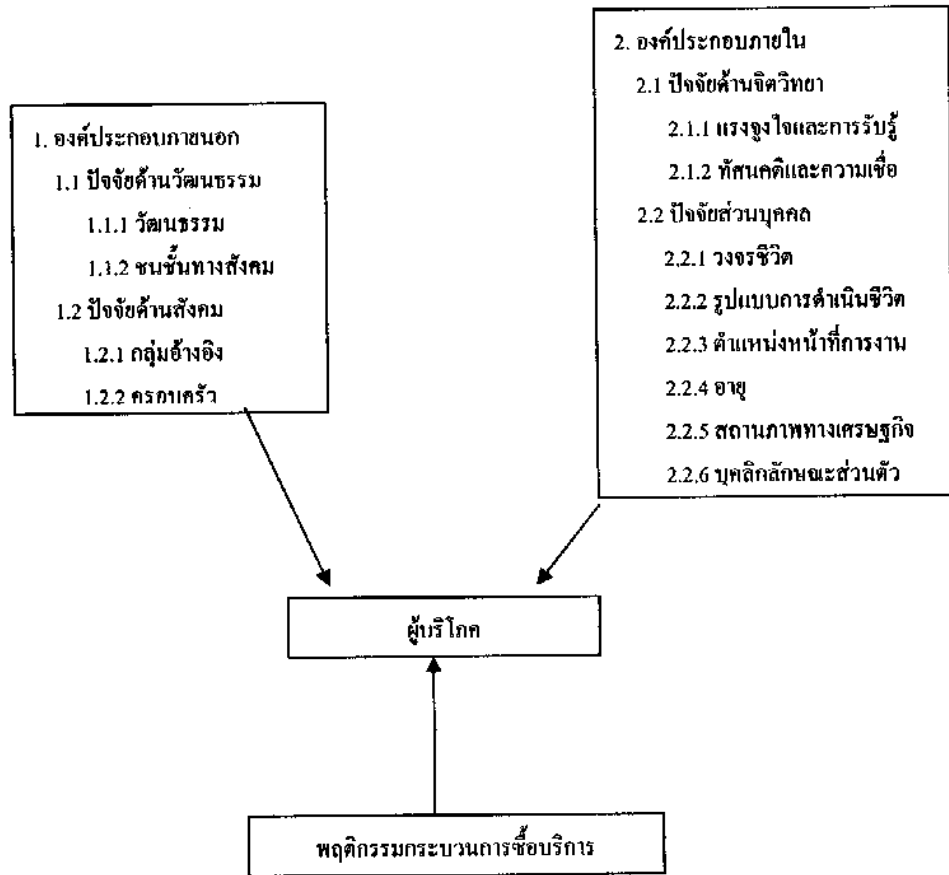 1. องค์ประกอบภายนอก
1.1 ปัจจัยด้านวัฒนธรรม
1.1.1 วัฒนธรรม
1.1.2 ชนชั้นทางสังคม
1.2 ปัจจัยด้านสังคม
1.2.1 กลุ่มอ้างอิง
1.2.2 ครอบครัว
2. องค์ประกอบภายใน
2.1 ปัจจัยด้านจิตวิทยา
2.1.1 แรงจูงใจและการรับรู้
2.1.2 ทัศนคติและความเชื่อ
2.2 ปัจจัยส่วนบุคคล
2.2.1 วงจรชีวิต
2.2.2 รูปแบบการดำเนินชีวิต
2.2.3 ตำแหน่งหน้าที่การงาน
2.2.4 อายุ
2.2.5 สถานภาพทางเศรษฐกิจ
2.2.6 บุคลิกลักษณะส่วนตัว
ผู้บริโภค
พฤติกรรมกระบวนการซื้อบริการ